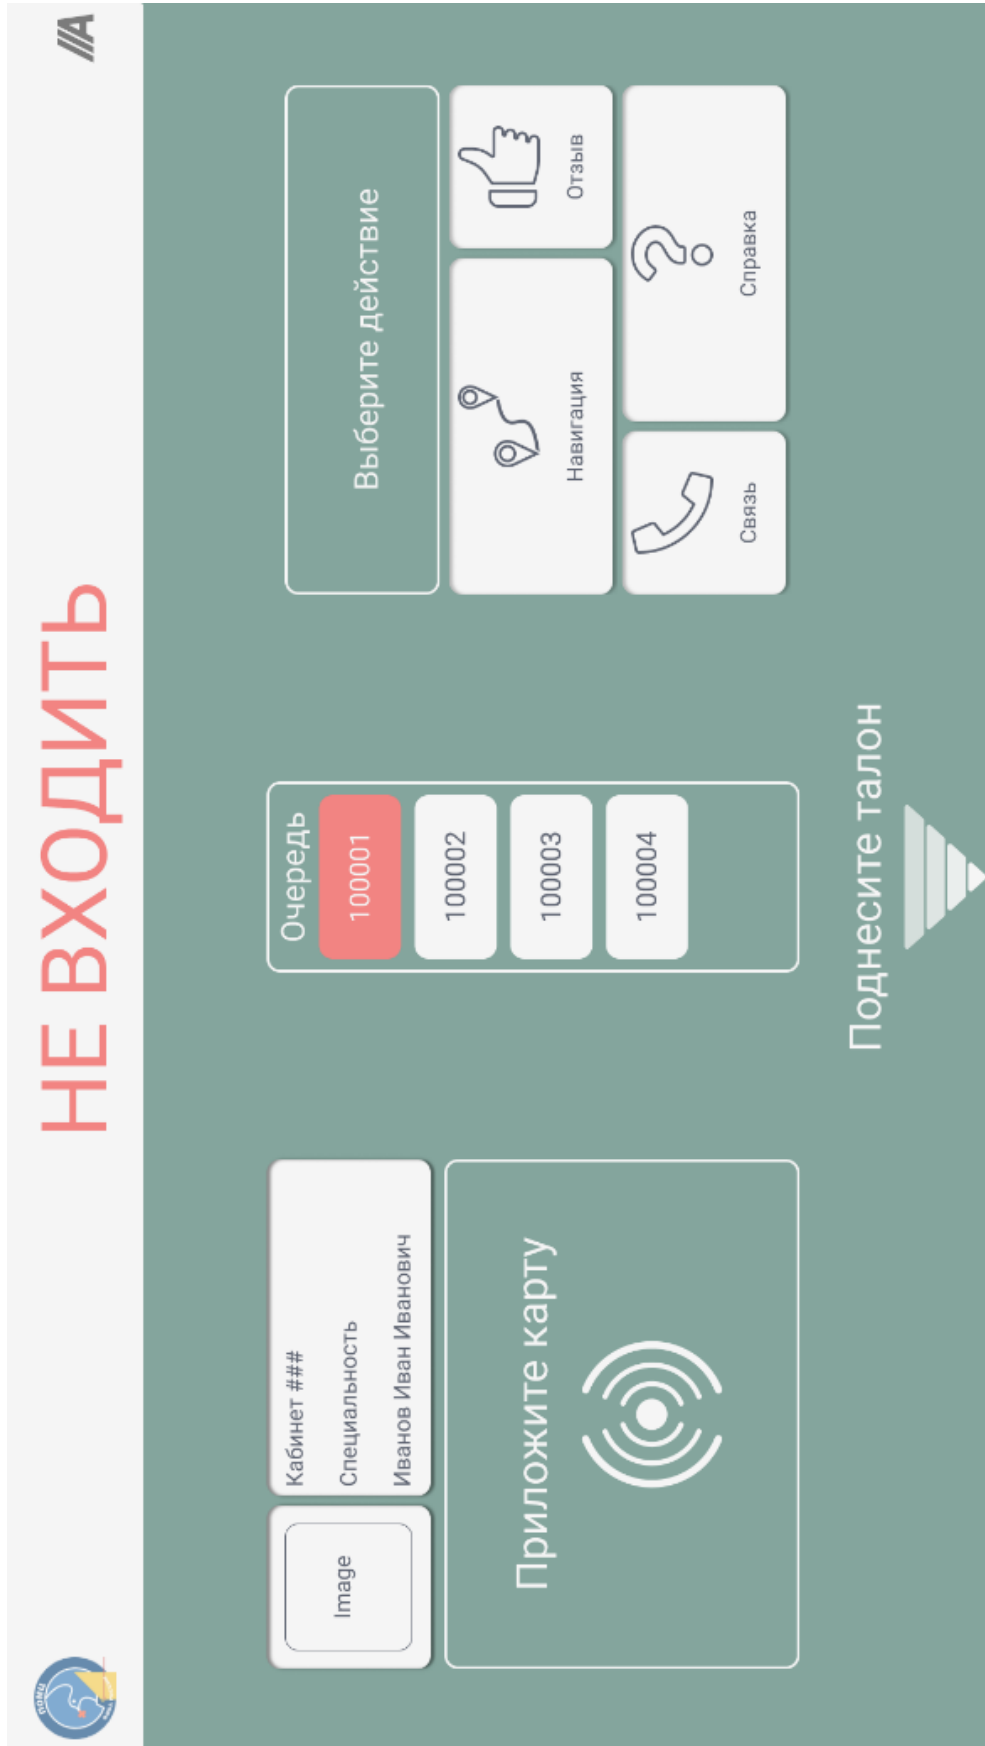 НЕ ВХОДИТЬ
Image
Кабинет ###
Специальность
Иванов Иван Иванович
Приложите карту
Очередь
100001
100002
100003
100004
Выберите действие
Навигация
Отзыв
Связь
Справка
Поднесите талон